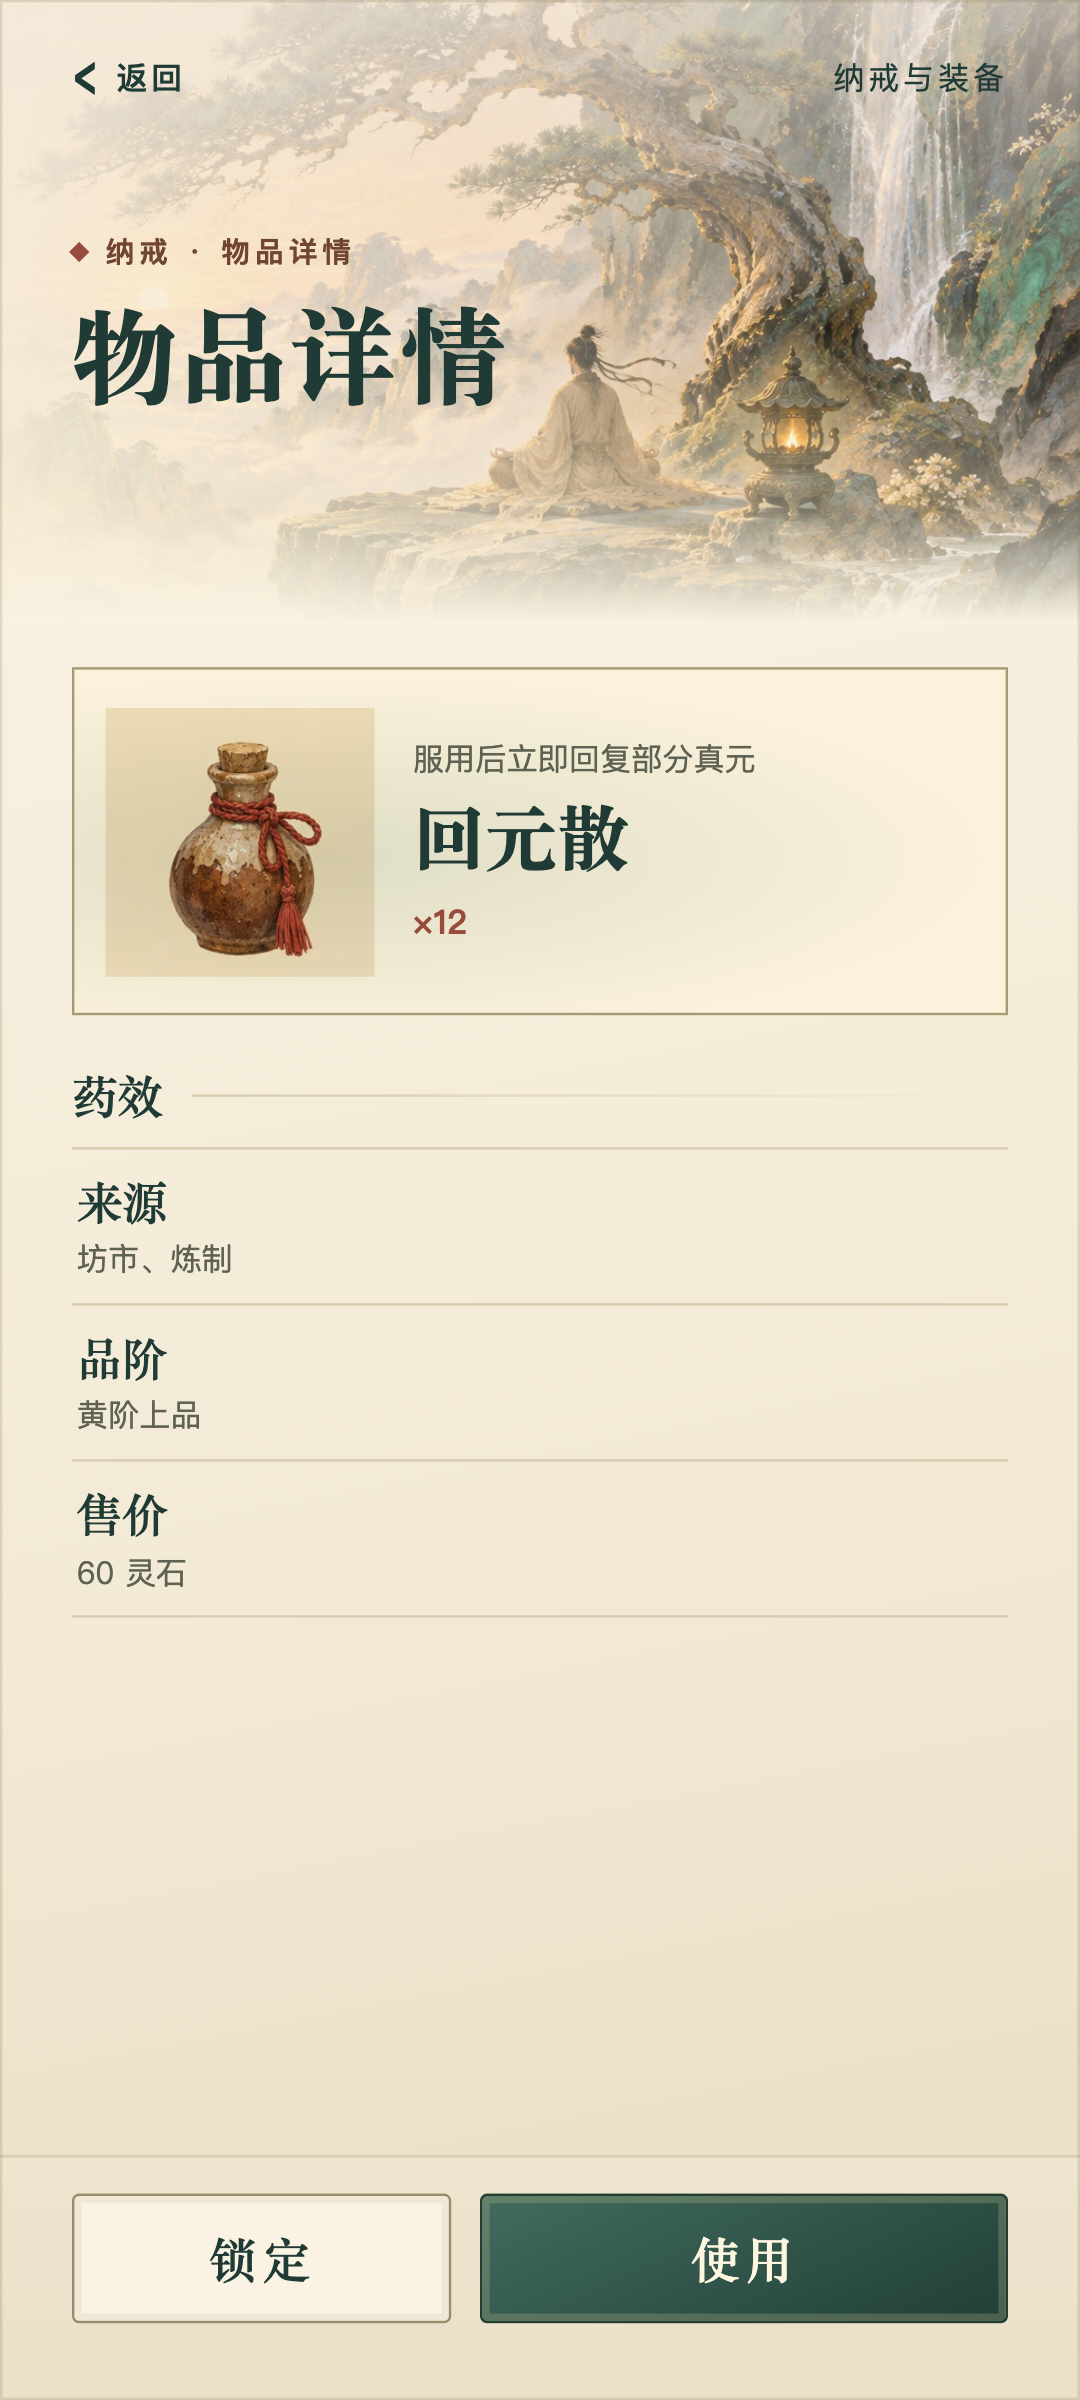 返回
纳戒与装备
纳戒 · 物品详情
物品详情
服用后立即回复部分真元
回元散
×12
药效
来源
坊市、炼制
品阶
黄阶上品
售价
60 灵石
锁定
使用